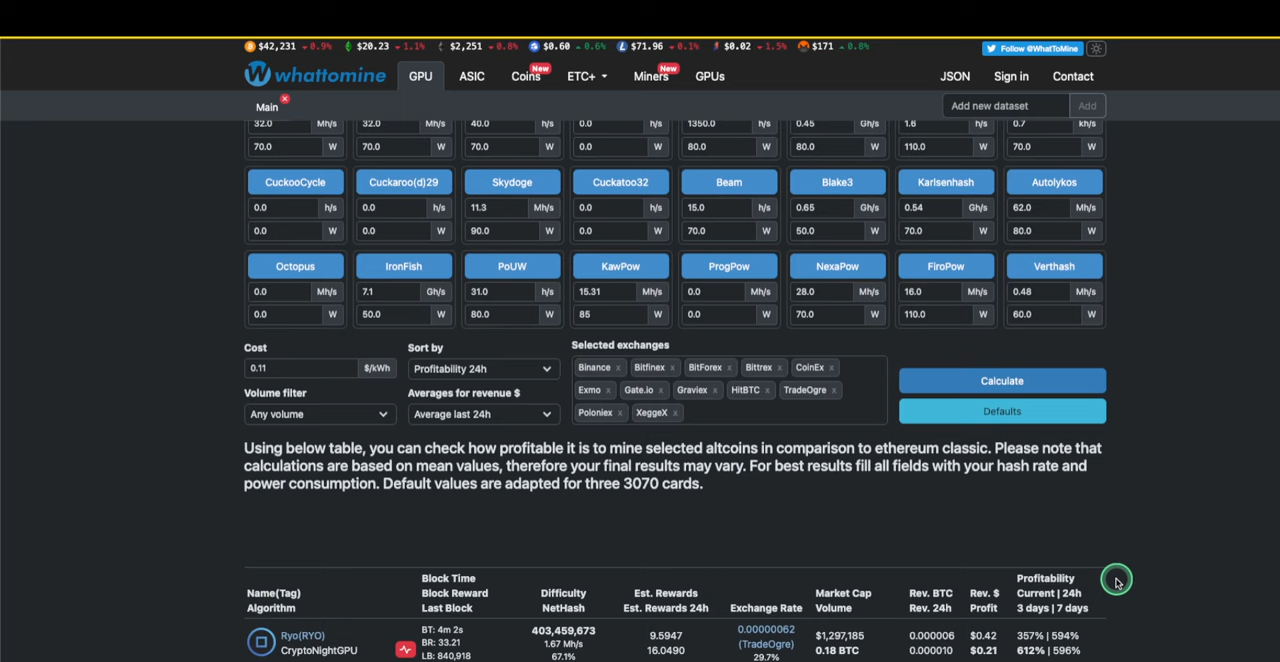 $42,231 -0.9% $20.23 -1.1% $2,251 -0.8% $0.60 0.6% $71.96 -0.1% $0.02 -1.5% $171 0.8% Follow @WhatToMine
whattomine GPU ASIC Coins New ETC+ Miners New GPUs JSON Sign in Contact
Main Add new dataset Add
32.0 Mh/s 32.0 Mh/s 40.0 h/s 0.0 h/s 1350.0 h/s 0.45 Gh/s 1.6 h/s 0.7 kh/s
70.0 W 70.0 W 70.0 W 0.0 W 80.0 W 80.0 W 110.0 W 70.0 W
CuckooCycle Cuckaroo(d)29 Skydoge Cuckatoo32 Beam Blake3 Karlsenhash Autolykos
0.0 h/s 0.0 h/s 11.3 Mh/s 0.0 h/s 15.0 h/s 0.65 Gh/s 0.54 Gh/s 62.0 Mh/s
0.0 W 0.0 W 90.0 W 0.0 W 70.0 W 50.0 W 70.0 W 80.0 W
Octopus IronFish PoUW KawPow ProgPow NexaPow FiroPow Verthash
0.0 Mh/s 7.1 Gh/s 31.0 h/s 15.31 Mh/s 0.0 Mh/s 28.0 Mh/s 16.0 Mh/s 0.48 Mh/s
0.0 W 50.0 W 80.0 W 85 W 0.0 W 70.0 W 110.0 W 60.0 W
Cost Sort by Selected exchanges
0.11 $/kWh Profitability 24h Binance x Bitfinex x BitForex x Bittrex x CoinEx x
Volume filter Averages for revenue $ Exmo x Gate.io x Graviex x HitBTC x TradeOgre x Calculate
Any volume Average last 24h Poloniex x XeggeX x Defaults
Using below table, you can check how profitable it is to mine selected altcoins in comparison to ethereum classic. Please note that
calculations are based on mean values, therefore your final results may vary. For best results fill all fields with your hash rate and
power consumption. Default values are adapted for three 3070 cards.
Block Time Profitability
Name(Tag) Block Reward Difficulty Est. Rewards Market Cap Rev. BTC Rev. $ Current | 24h
Algorithm Last Block NetHash Est. Rewards 24h Exchange Rate Volume Rev. 24h Profit 3 days | 7 days
Ryo(RYO) BT: 4m 2s 403,459,673 9.5947 0.00000062 $1,297,185 0.000006 $0.42 357% | 594%
CryptoNightGPU BR: 33.21 1.67 Mh/s 16.0490 (TradeOgre) 0.18 BTC 0.000010 $0.21 612% | 596%
LB: 840,918 67.1% 29.7%